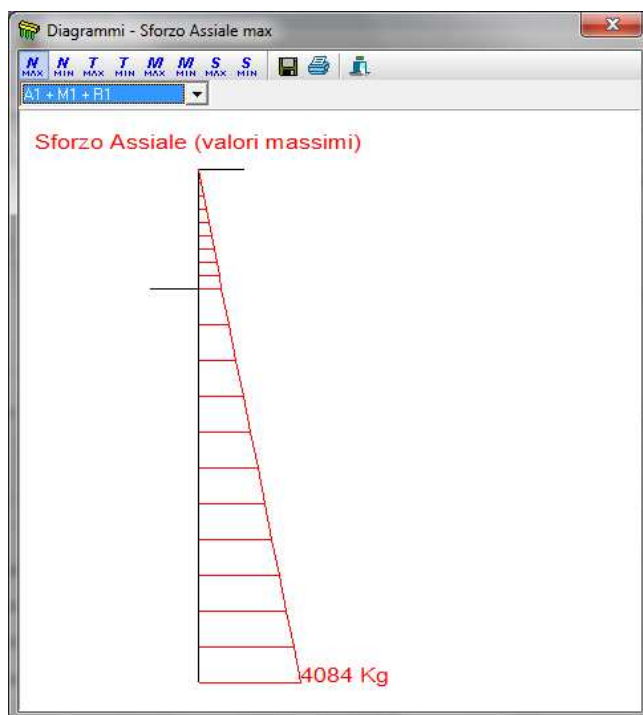 Diagrammi - Sforzo Assiale max
N MAX N MIN T MAX T MIN M MAX M MIN S MAX S MIN
A1 + M1 + R1
Sforzo Assiale (valori massimi)
4084 Kg